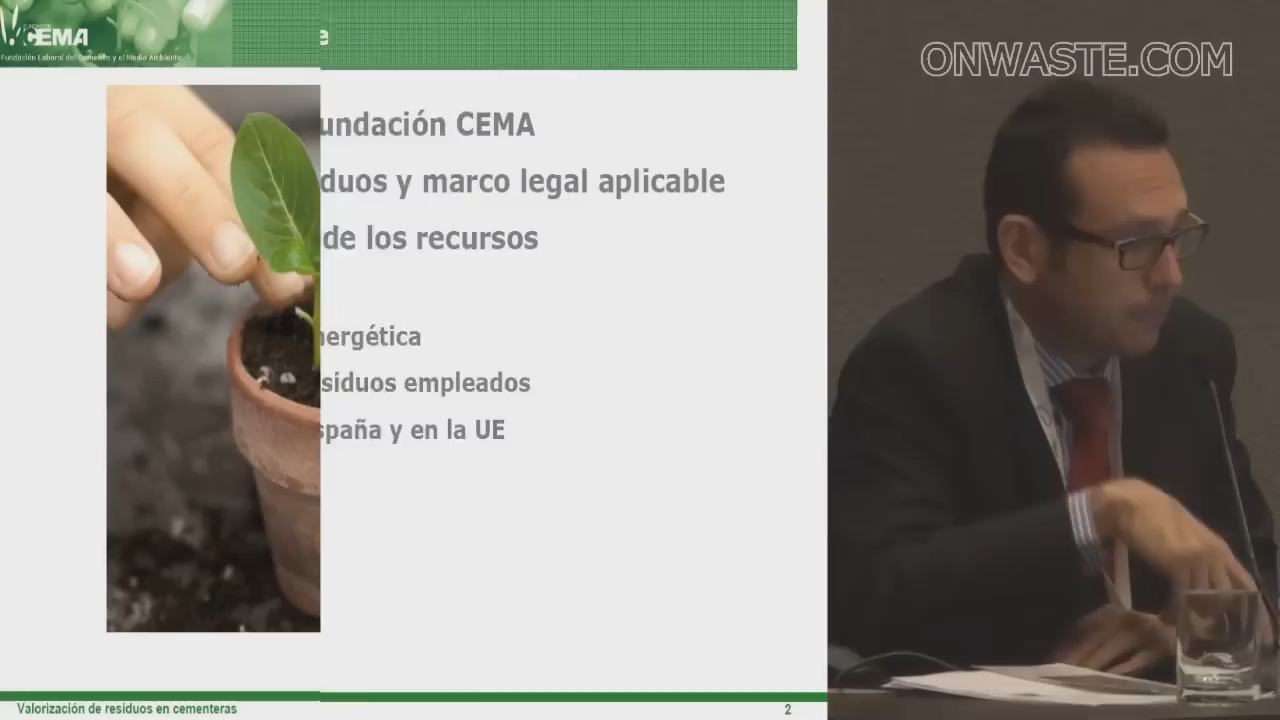 FUNDACIÓN
CEMA
Fundación Laboral del Cemento y el Medio Ambiente
e
ONWASTE.COM
undación CEMA
duos y marco legal aplicable
de los recursos
nergética
siduos empleados
spaña y en la UE
Valorización de residuos en cementeras
2